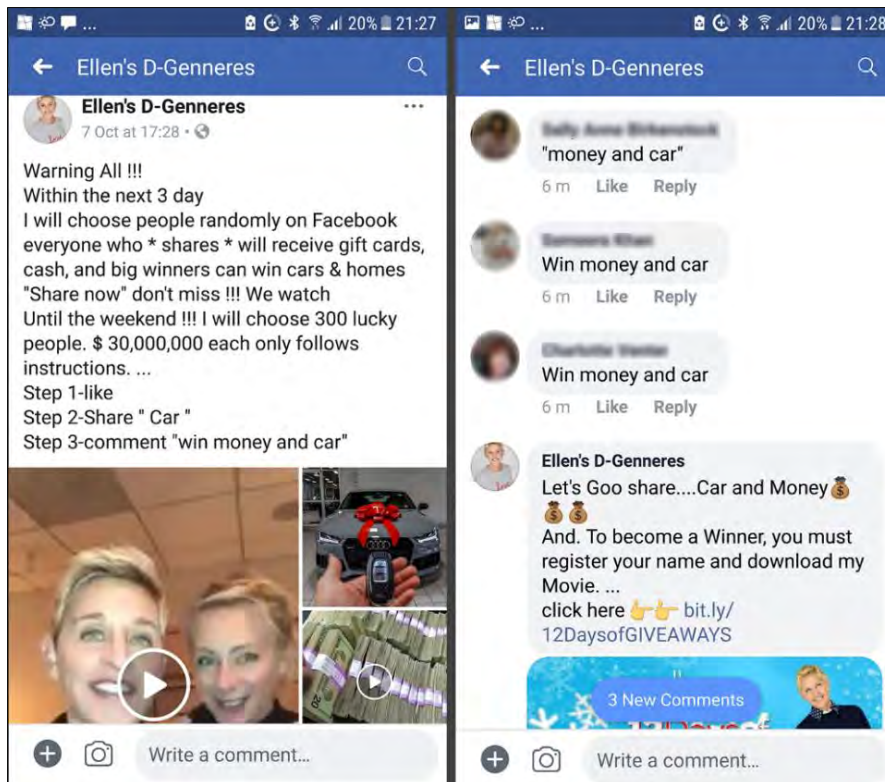 ... 20% 21:27
Ellen's D-Genneres
Ellen's D-Genneres
7 Oct at 17:28 •
Warning All !!!
Within the next 3 day
I will choose people randomly on Facebook
everyone who * shares * will receive gift cards,
cash, and big winners can win cars & homes
"Share now" don't miss !!! We watch
Until the weekend !!! I will choose 300 lucky
people. $ 30,000,000 each only follows
instructions. ...
Step 1-like
Step 2-Share " Car "
Step 3-comment "win money and car"
Write a comment...
... 20% 21:28
Ellen's D-Genneres
"money and car"
6 m Like Reply
Win money and car
6 m Like Reply
Win money and car
6 m Like Reply
Ellen's D-Genneres
Let's Goo share....Car and Money💰
💰💰
And. To become a Winner, you must
register your name and download my
Movie. ...
click here 👉👉 bit.ly/
12DaysofGIVEAWAYS
3 New Comments
Write a comment...